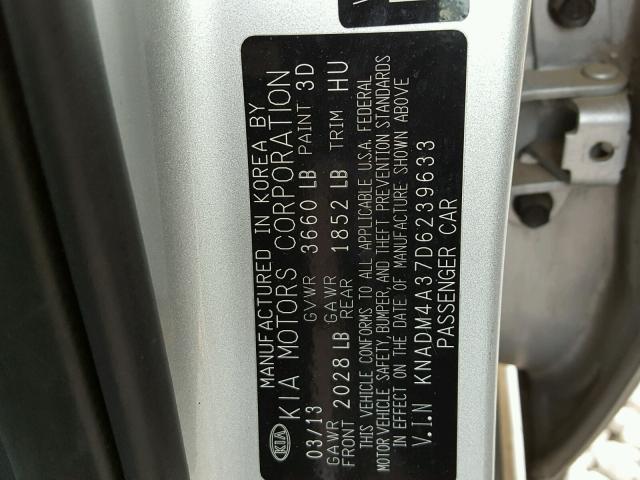 MANUFACTURED IN KOREA BY
KIA KIA MOTORS CORPORATION
03/13 GVWR 3660 LB PAINT 3D
GAWR FRONT 2028 LB GAWR REAR 1852 LB TRIM HU
THIS VEHICLE CONFORMS TO ALL APPLICABLE U.S.A. FEDERAL
MOTOR VEHICLE SAFETY, BUMPER, AND THEFT PREVENTION STANDARDS
IN EFFECT ON THE DATE OF MANUFACTURE SHOWN ABOVE
V.I.N KNADM4A37D6239633
PASSENGER CAR